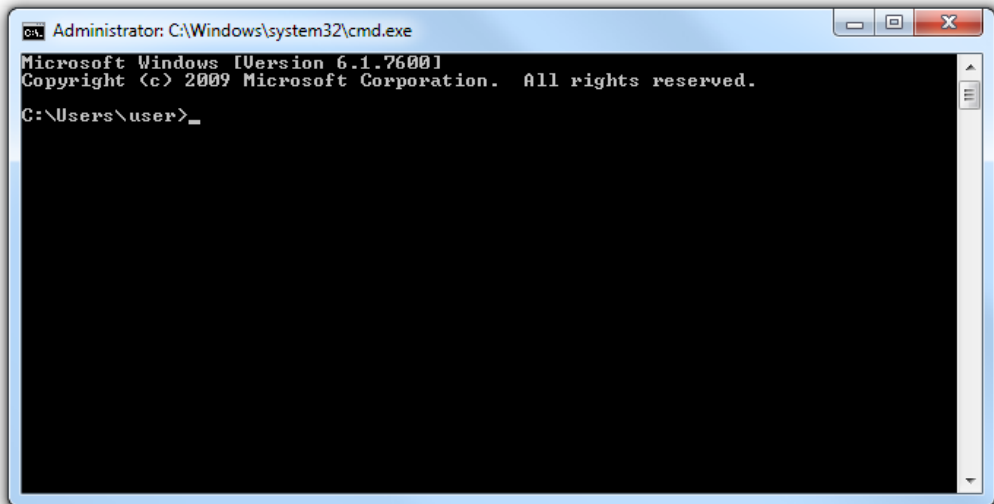 Administrator: C:\Windows\system32\cmd.exe
Microsoft Windows [Version 6.1.7600]
Copyright (c) 2009 Microsoft Corporation.  All rights reserved.
C:\Users\user>_